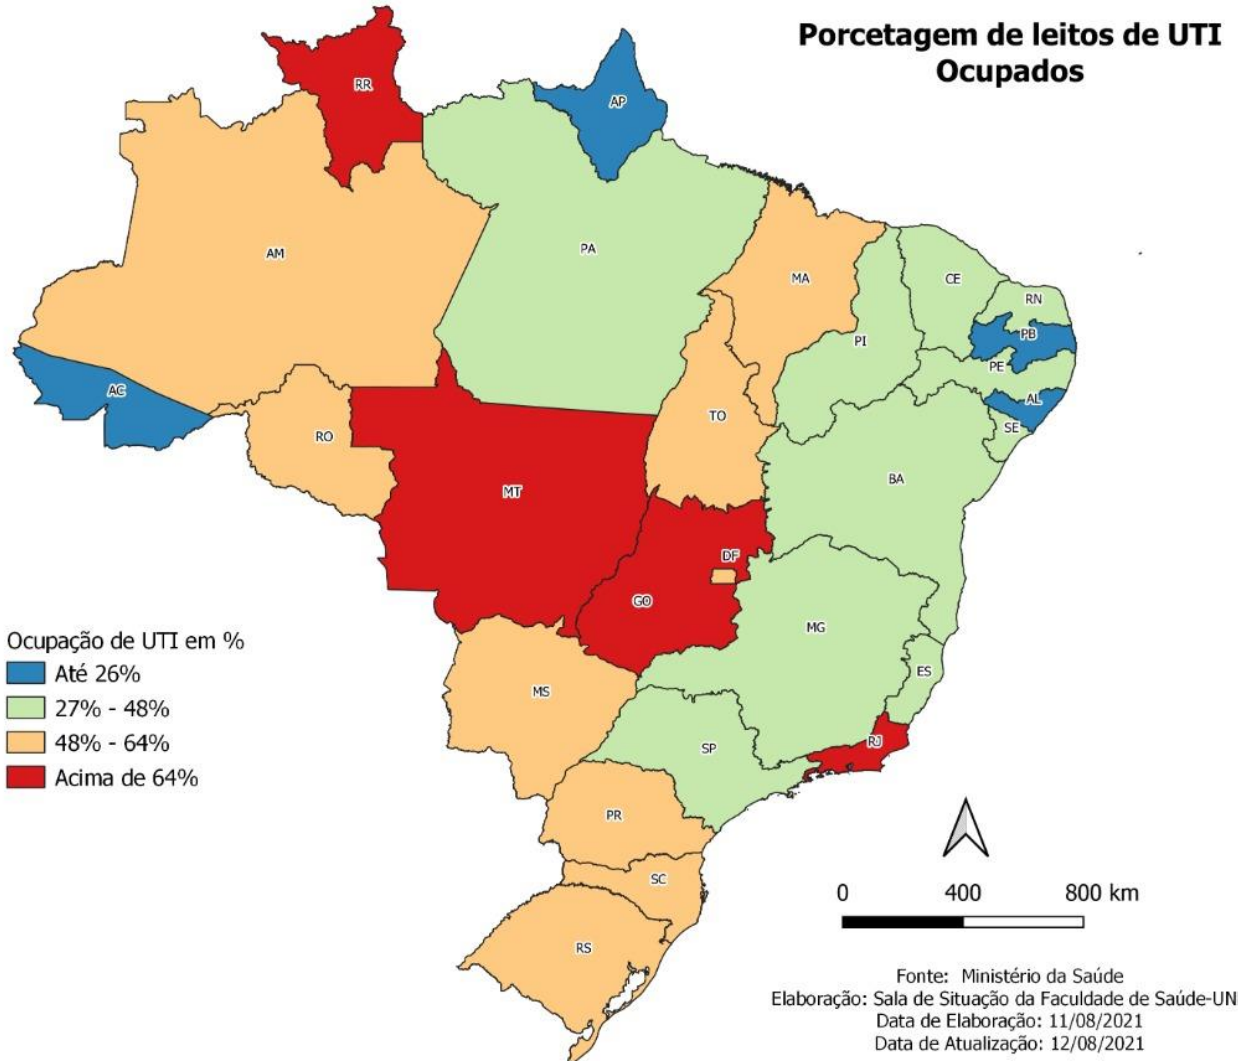 Porcetagem de leitos de UTI
Ocupados
RR
AP
AM
PA
MA
CE
RN
PB
PI
PE
AL
SE
AC
TO
RO
BA
MT
DF
GO
MG
ES
MS
SP
RJ
PR
SC
RS
Ocupação de UTI em %
Até 26%
27% - 48%
48% - 64%
Acima de 64%
0 400 800 km
Fonte: Ministério da Saúde
Elaboração: Sala de Situação da Faculdade de Saúde-UN
Data de Elaboração: 11/08/2021
Data de Atualização: 12/08/2021